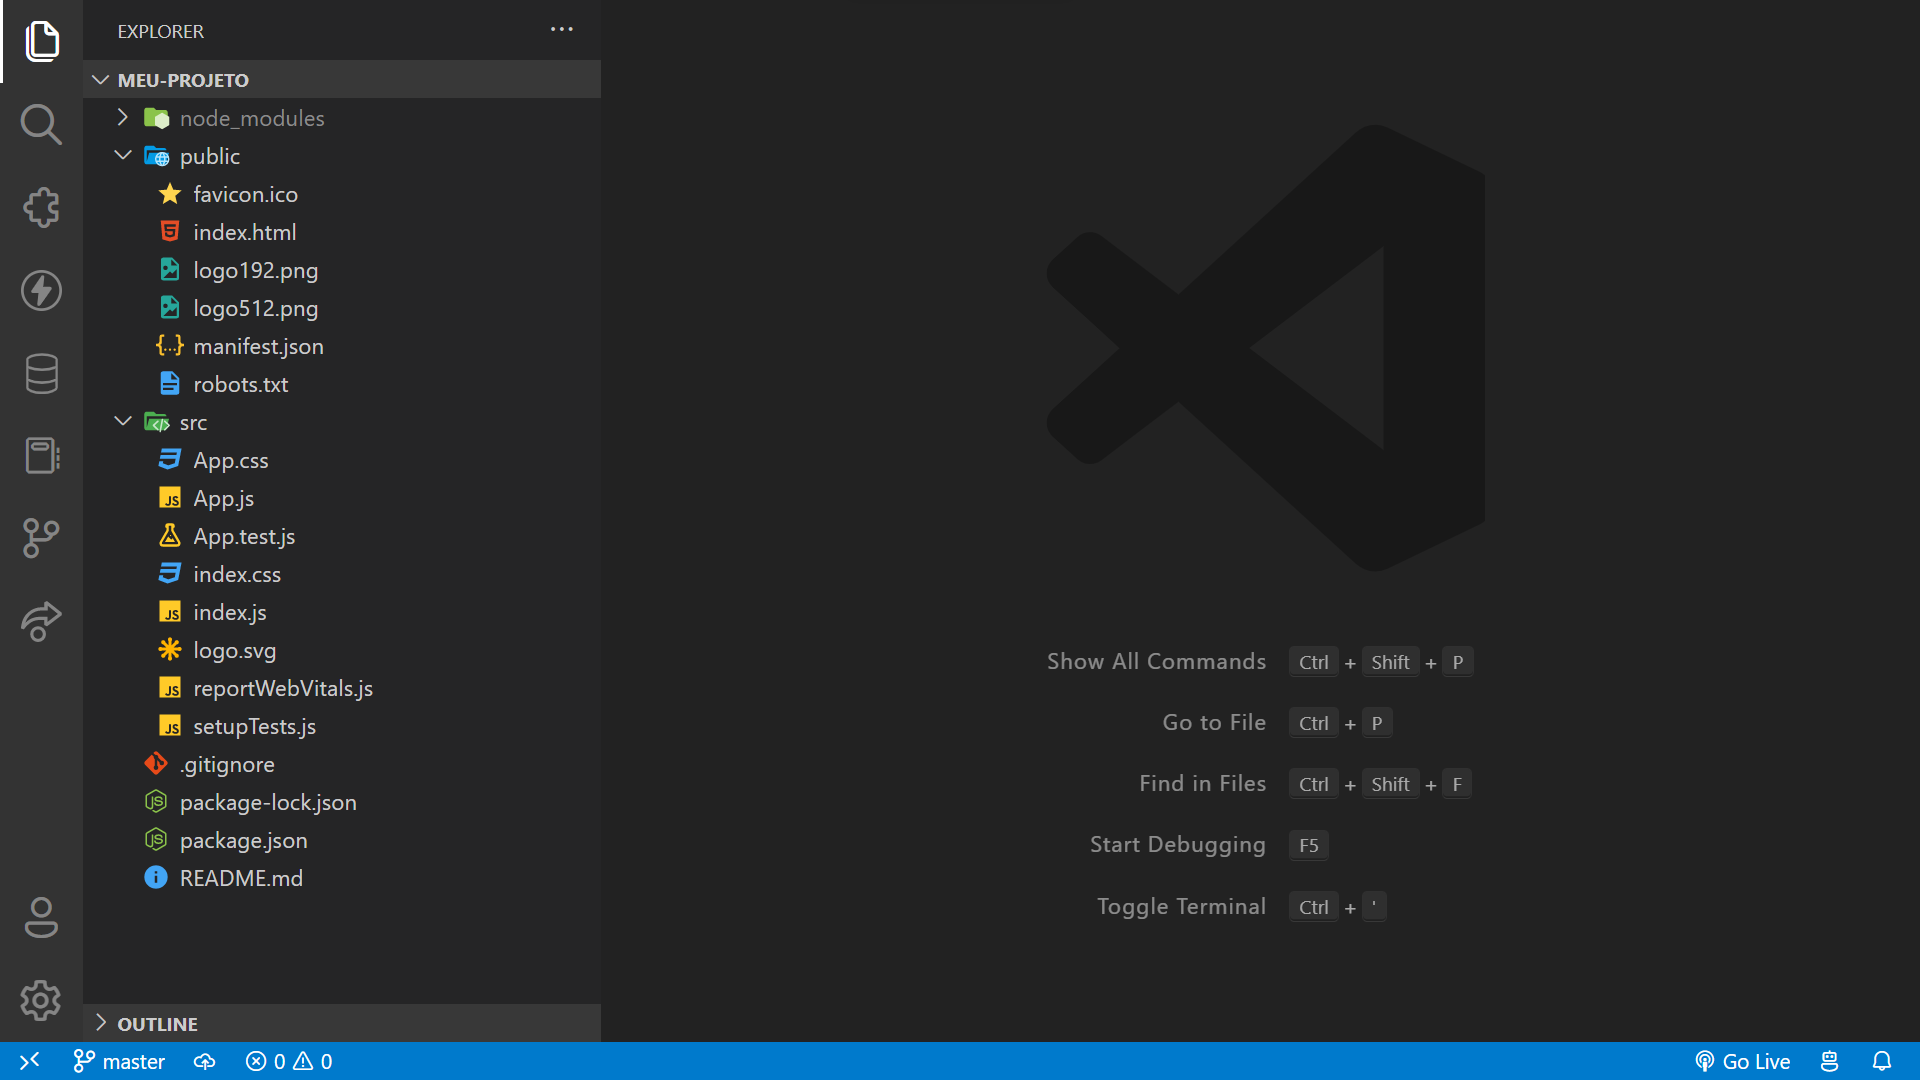 EXPLORER
MEU-PROJETO
node_modules
public
favicon.ico
index.html
logo192.png
logo512.png
manifest.json
robots.txt
src
App.css
App.js
App.test.js
index.css
index.js
logo.svg
reportWebVitals.js
setupTests.js
.gitignore
package-lock.json
package.json
README.md
OUTLINE
Show All Commands Ctrl + Shift + P
Go to File Ctrl + P
Find in Files Ctrl + Shift + F
Start Debugging F5
Toggle Terminal Ctrl + '
master 0 0 Go Live